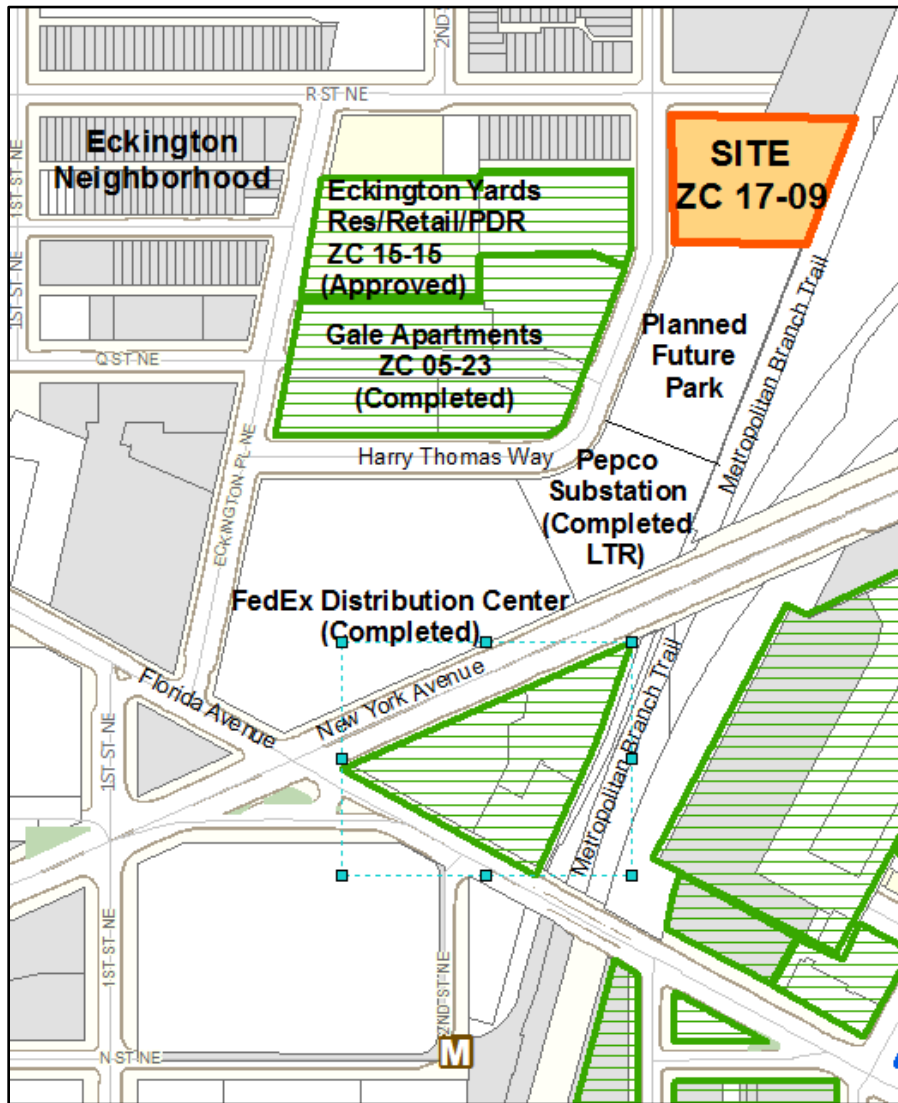 2ND S
R ST NE
1ST-ST-NE
Eckington
Neighborhood
SITE
ZC 17-09
Eckington Yards
Res/Retail/PDR
ZC 15-15
(Approved)
1ST-ST-NE
Gale Apartments
ZC 05-23
(Completed)
Planned
Future
Park
Metropolitan Branch Trail
Q ST NE
ECKINGTON-PL-NE
Harry Thomas Way
Pepco
Substation
(Completed
LTR)
FedEx Distribution Center
(Completed)
Florida Avenue
New York Avenue
Metropolitan Branch Trail
1ST-ST-NE
1ST-ST-NE
2ND ST NE
M
N ST NE